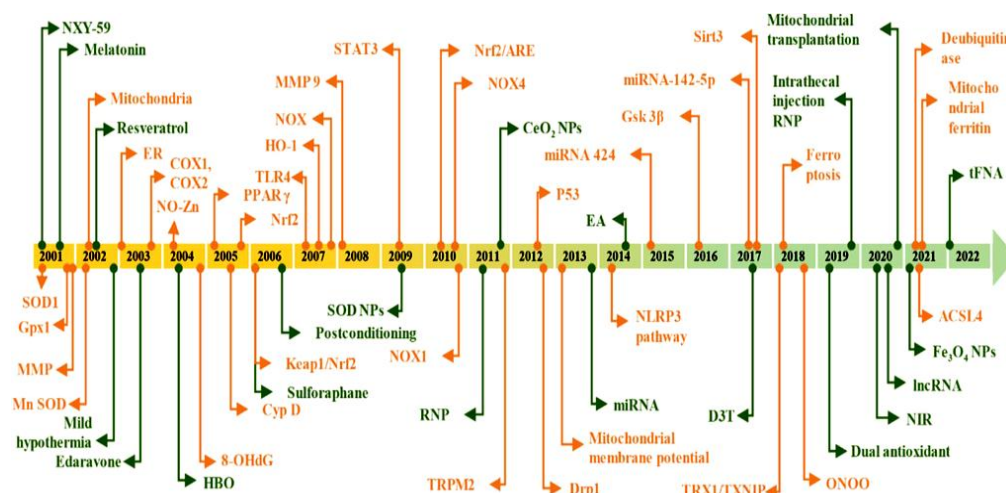 NXY-59
Melatonin
Mitochondria
Resveratrol
ER
COX1,
COX2
NO-Zn
STAT3
MMP 9
NOX
HO-1
TLR4
PPARγ
Nrf2
Nrf2/ARE
NOX4
CeO2 NPs
miRNA 424
P53
EA
Sirt3
miRNA-142-5p
Gsk 3β
Ferro
ptosis
Mitochondrial
transplantation
Intrathecal
injection
RNP
Deubiquitin
ase
Mitocho
ndrial
ferritin
tFNA
2001 2002 2003 2004 2005 2006 2007 2008 2009 2010 2011 2012 2013 2014 2015 2016 2017 2018 2019 2020 2021 2022
SOD1
Gpx1
MMP
Mn SOD
Mild
hypothermia
Edaravone
HBO
8-OHdG
Cyp D
Sulforaphane
Keap1/Nrf2
Postconditioning
SOD NPs
NOX1
RNP
TRPM2
Drp1
Mitochondrial
membrane potential
miRNA
NLRP3
pathway
D3T
TRX1/TXNIP
ONOO
Dual antioxidant
NIR
lncRNA
Fe3O4 NPs
ACSL4